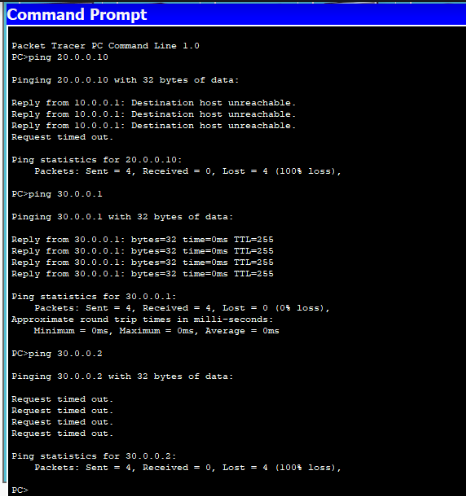 Command Prompt
Packet Tracer PC Command Line 1.0
PC>ping 20.0.0.10
Pinging 20.0.0.10 with 32 bytes of data:
Reply from 10.0.0.1: Destination host unreachable.
Reply from 10.0.0.1: Destination host unreachable.
Reply from 10.0.0.1: Destination host unreachable.
Request timed out.
Ping statistics for 20.0.0.10:
Packets: Sent = 4, Received = 0, Lost = 4 (100% loss),
PC>ping 30.0.0.1
Pinging 30.0.0.1 with 32 bytes of data:
Reply from 30.0.0.1: bytes=32 time=0ms TTL=255
Reply from 30.0.0.1: bytes=32 time=0ms TTL=255
Reply from 30.0.0.1: bytes=32 time=0ms TTL=255
Reply from 30.0.0.1: bytes=32 time=0ms TTL=255
Ping statistics for 30.0.0.1:
Packets: Sent = 4, Received = 4, Lost = 0 (0% loss),
Approximate round trip times in milli-seconds:
Minimum = 0ms, Maximum = 0ms, Average = 0ms
PC>ping 30.0.0.2
Pinging 30.0.0.2 with 32 bytes of data:
Request timed out.
Request timed out.
Request timed out.
Request timed out.
Ping statistics for 30.0.0.2:
Packets: Sent = 4, Received = 0, Lost = 4 (100% loss),
PC>